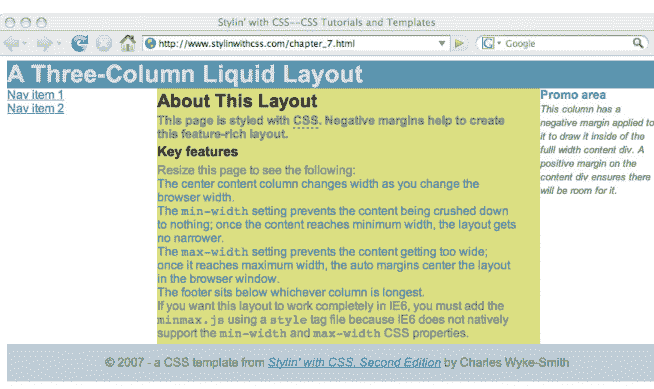 Stylin' with CSS--CSS Tutorials and Templates
http://www.stylinwithcss.com/chapter_7.html
Google
A Three-Column Liquid Layout
Nav item 1
Nav item 2
About This Layout
This page is styled with CSS. Negative margins help to create
this feature-rich layout.
Key features
Resize this page to see the following:
The center content column changes width as you change the
browser width.
The min-width setting prevents the content being crushed down
to nothing; once the content reaches minimum width, the layout gets
no narrower.
The max-width setting prevents the content getting too wide;
once it reaches maximum width, the auto margins center the layout
in the browser window.
The footer sits below whichever column is longest.
If you want this layout to work completely in IE6, you must add the
minmax.js using a style tag file because IE6 does not natively
support the min-width and max-width CSS properties.
Promo area
This column has a
negative margin applied to
it to draw it inside of the
fulll width content div. A
positive margin on the
content div ensures there
will be room for it.
© 2007 - a CSS template from Stylin' with CSS, Second Edition by Charles Wyke-Smith